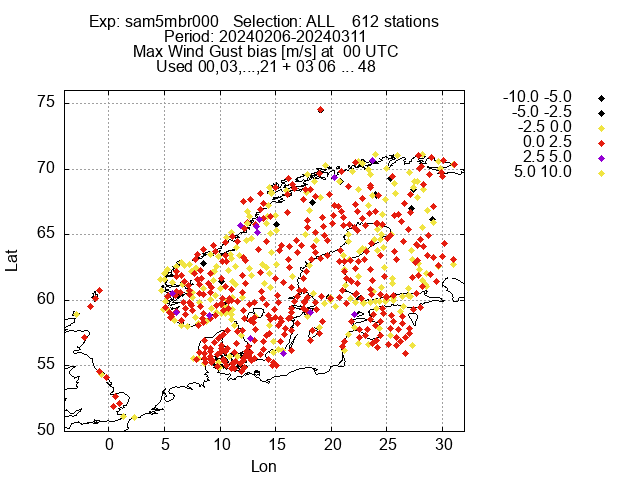 Exp: sam5mbr000 Selection: ALL 612 stations
Period: 20240206-20240311
Max Wind Gust bias [m/s] at 00 UTC
Used 00,03,...,21 + 03 06 ... 48
-10.0 -5.0
-5.0 -2.5
-2.5 0.0
0.0 2.5
2.5 5.0
5.0 10.0
75
70
65
60
55
50
Lat
0 5 10 15 20 25 30
Lon